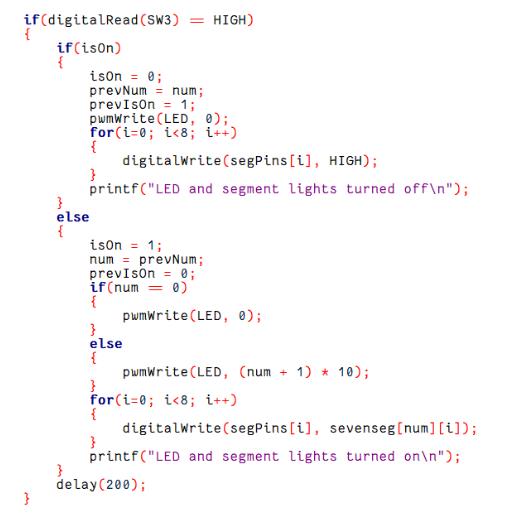 if(digitalRead(SW3) == HIGH)
{
    if(isOn)
    {
        isOn = 0;
        prevNum = num;
        prevIsOn = 1;
        pwmWrite(LED, 0);
        for(i=0; i<8; i++)
        {
            digitalWrite(segPins[i], HIGH);
        }
        printf("LED and segment lights turned off\n");
    }
    else
    {
        isOn = 1;
        num = prevNum;
        prevIsOn = 0;
        if(num == 0)
        {
            pwmWrite(LED, 0);
        }
        else
        {
            pwmWrite(LED, (num + 1) * 10);
        }
        for(i=0; i<8; i++)
        {
            digitalWrite(segPins[i], sevenseg[num][i]);
        }
        printf("LED and segment lights turned on\n");
    }
    delay(200);
}